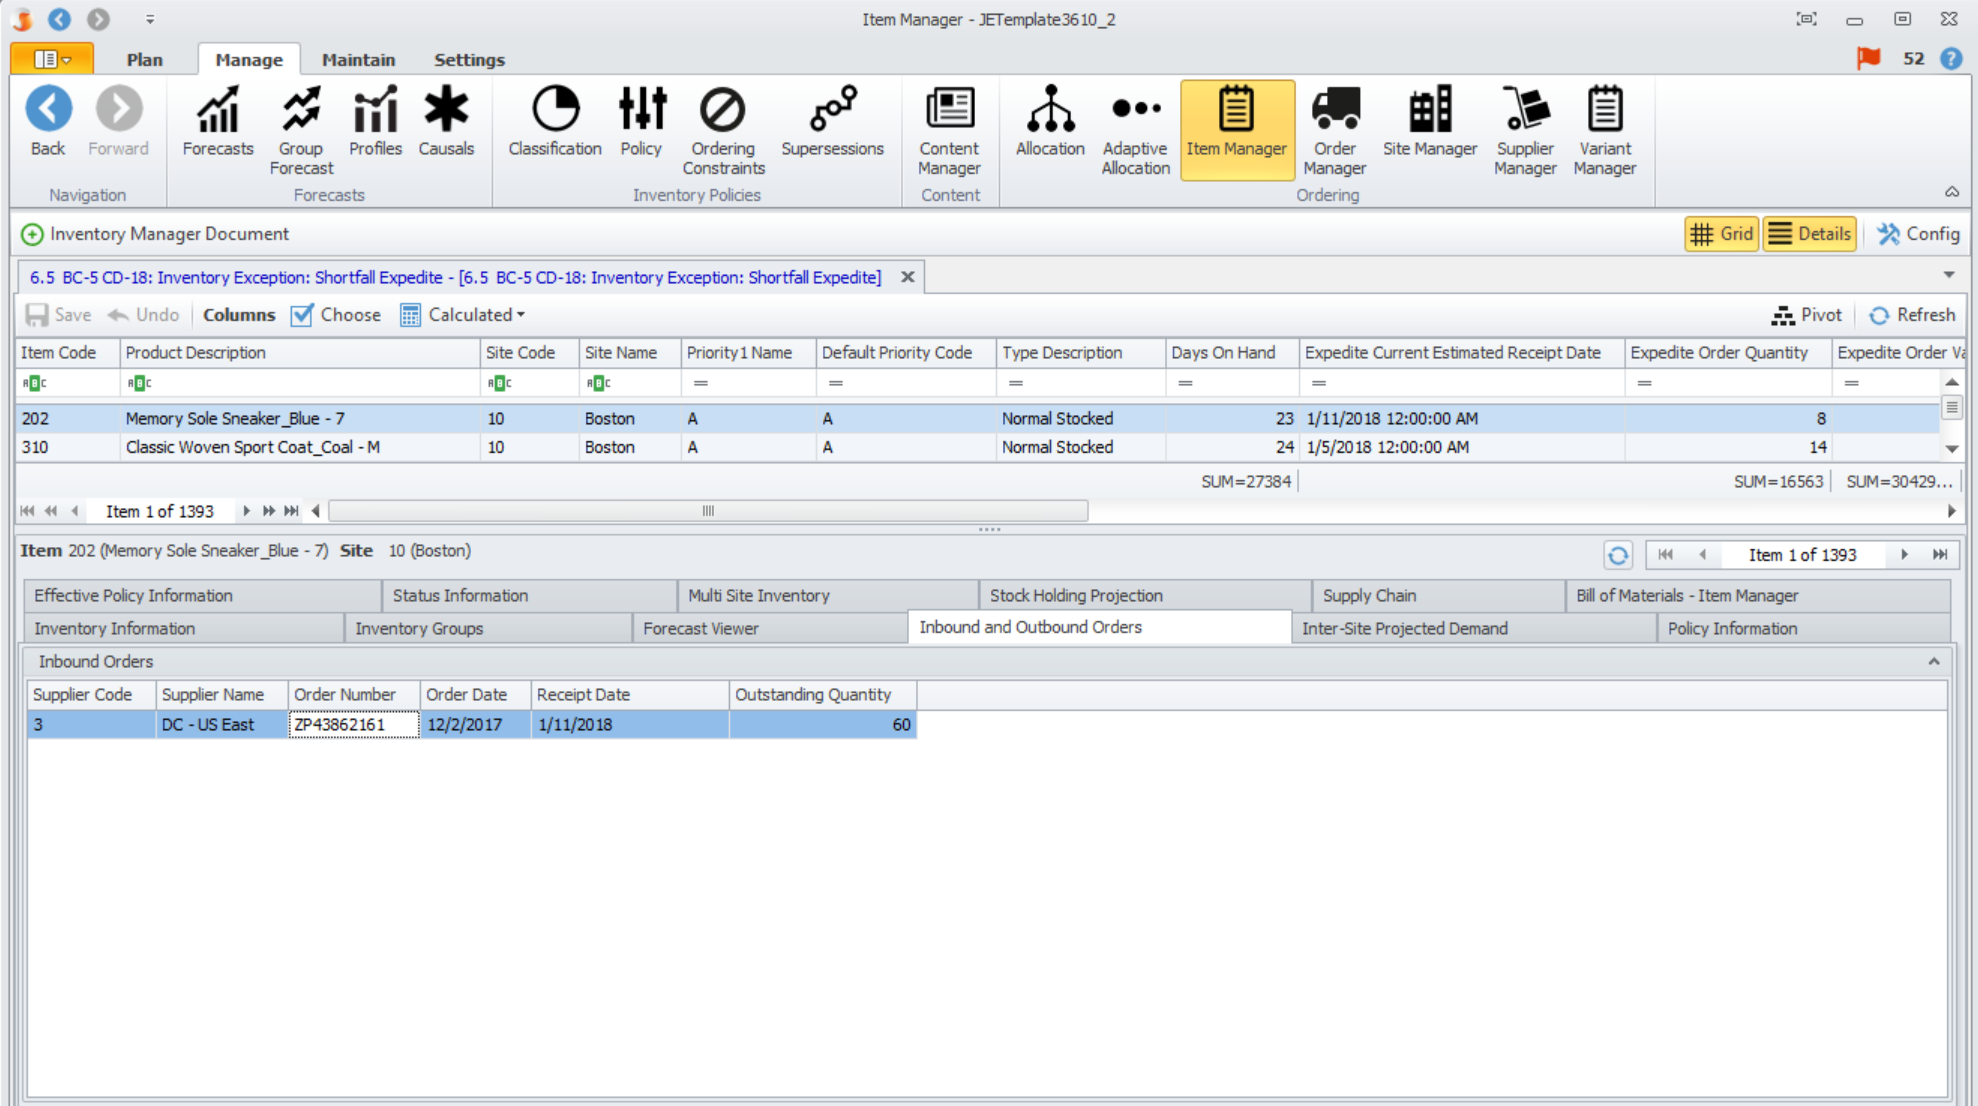 Item Manager - JETemplate3610_2
Plan Manage Maintain Settings 52 ?
Back Forward Forecasts Group Forecast Profiles Causals Classification Policy Ordering Constraints Supersessions Content Manager Allocation Adaptive Allocation Item Manager Order Manager Site Manager Supplier Manager Variant Manager
Navigation Forecasts Inventory Policies Content Ordering
Inventory Manager Document Grid Details Config
6.5 BC-5 CD-18: Inventory Exception: Shortfall Expedite - [6.5 BC-5 CD-18: Inventory Exception: Shortfall Expedite]
Save Undo Columns Choose Calculated Pivot Refresh
Item Code Product Description Site Code Site Name Priority1 Name Default Priority Code Type Description Days On Hand Expedite Current Estimated Receipt Date Expedite Order Quantity Expedite Order Va
ABC ABC ABC ABC = = = = = = =
202 Memory Sole Sneaker_Blue - 7 10 Boston A A Normal Stocked 23 1/11/2018 12:00:00 AM 8
310 Classic Woven Sport Coat_Coal - M 10 Boston A A Normal Stocked 24 1/5/2018 12:00:00 AM 14
SUM=27384 SUM=16563 SUM=30429...
Item 1 of 1393
Item 202 (Memory Sole Sneaker_Blue - 7) Site 10 (Boston) Item 1 of 1393
Effective Policy Information Status Information Multi Site Inventory Stock Holding Projection Supply Chain Bill of Materials - Item Manager
Inventory Information Inventory Groups Forecast Viewer Inbound and Outbound Orders Inter-Site Projected Demand Policy Information
Inbound Orders
Supplier Code Supplier Name Order Number Order Date Receipt Date Outstanding Quantity
3 DC - US East ZP43862161 12/2/2017 1/11/2018 60